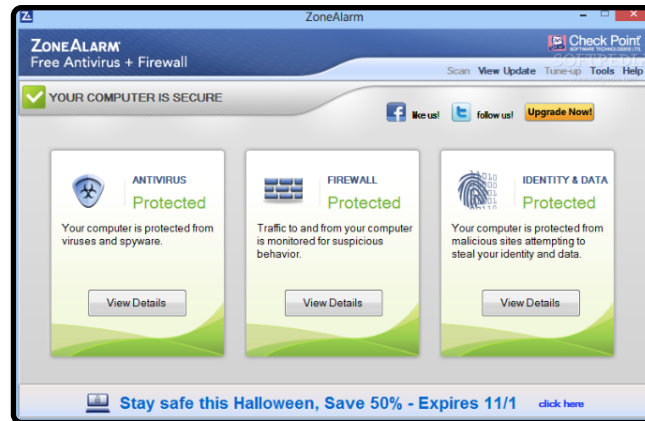 ZoneAlarm
ZONEALARM
Free Antivirus + Firewall
Check Point
SOFTWARE TECHNOLOGIES LTD.
SOFTPEDIA
Scan View Update Tune-up Tools Help
YOUR COMPUTER IS SECURE
like us! follow us! Upgrade Now!
ANTIVIRUS
Protected
Your computer is protected from
viruses and spyware.
View Details
FIREWALL
Protected
Traffic to and from your computer
is monitored for suspicious
behavior.
View Details
IDENTITY & DATA
Protected
Your computer is protected from
malicious sites attempting to
steal your identity and data.
View Details
Stay safe this Halloween, Save 50% - Expires 11/1 click here